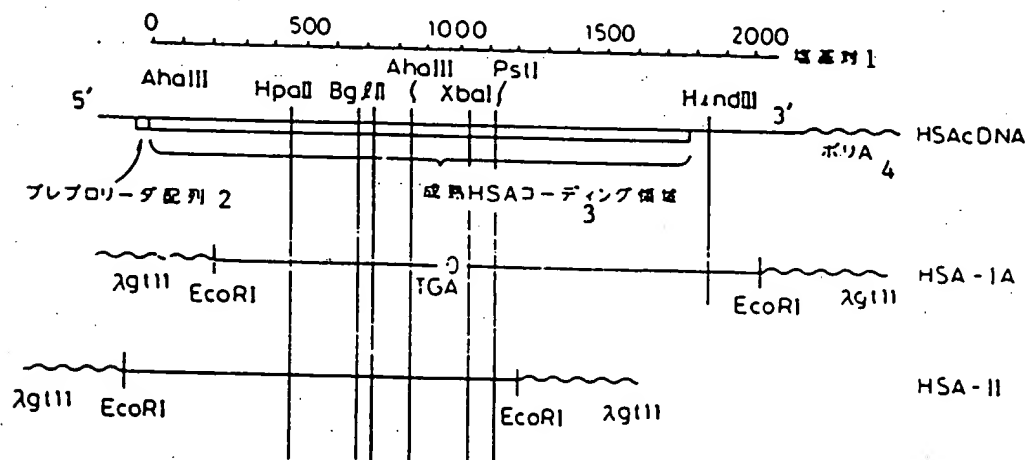 0 500 1000 1500 2000 塩基対 1
AhaIII AhaIII PstI
5' HpaII BglII XbaI HindIII 3' HSAcDNA
ポリA 4
プレプロリーダ配列 2 成熟HSAコーディング領域 3
λgt11 EcoRI TGA EcoRI λgt11 HSA-IA
λgt11 EcoRI EcoRI λgt11 HSA-II